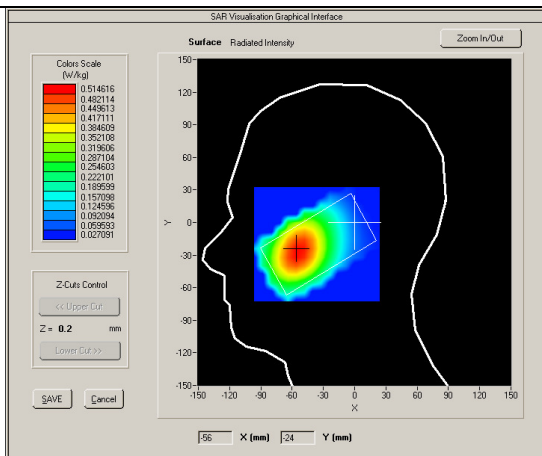 SAR Visualisation Graphical Interface
Surface Radiated Intensity
Zoom In/Out
Colors Scale
(W/kg)
0.514616
0.482114
0.449613
0.417111
0.384609
0.352108
0.319606
0.287104
0.254603
0.222101
0.189599
0.157098
0.124596
0.092094
0.059593
0.027091
Z-Cuts Control
<< Upper Cut
Z = 0.2 mm
Lower Cut >>
SAVE Cancel
Y
150-
120-
90-
60-
30-
0-
-30-
-60-
-90-
-120-
-150-
-150 -120 -90 -60 -30 0 30 60 90 120 150
X
-56 X (mm) -24 Y (mm)